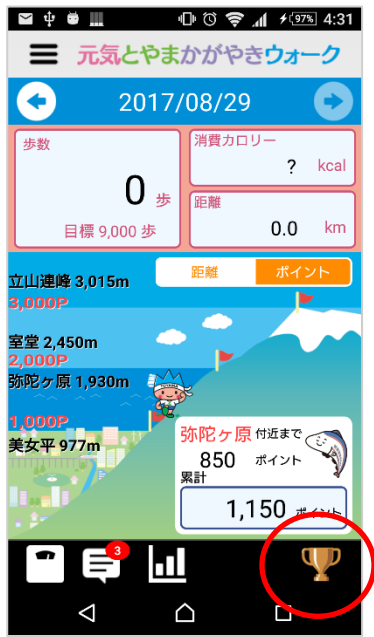 97% 4:31
元気とやまかがやきウォーク
2017/08/29
歩数
0 歩
目標 9,000 歩
消費カロリー
? kcal
距離
0.0 km
距離 ポイント
立山連峰 3,015m
3,000P
室堂 2,450m
2,000P
弥陀ヶ原 1,930m
1,000P
美女平 977m
弥陀ヶ原 付近まで
850 ポイント
累計
1,150 ポイント
3